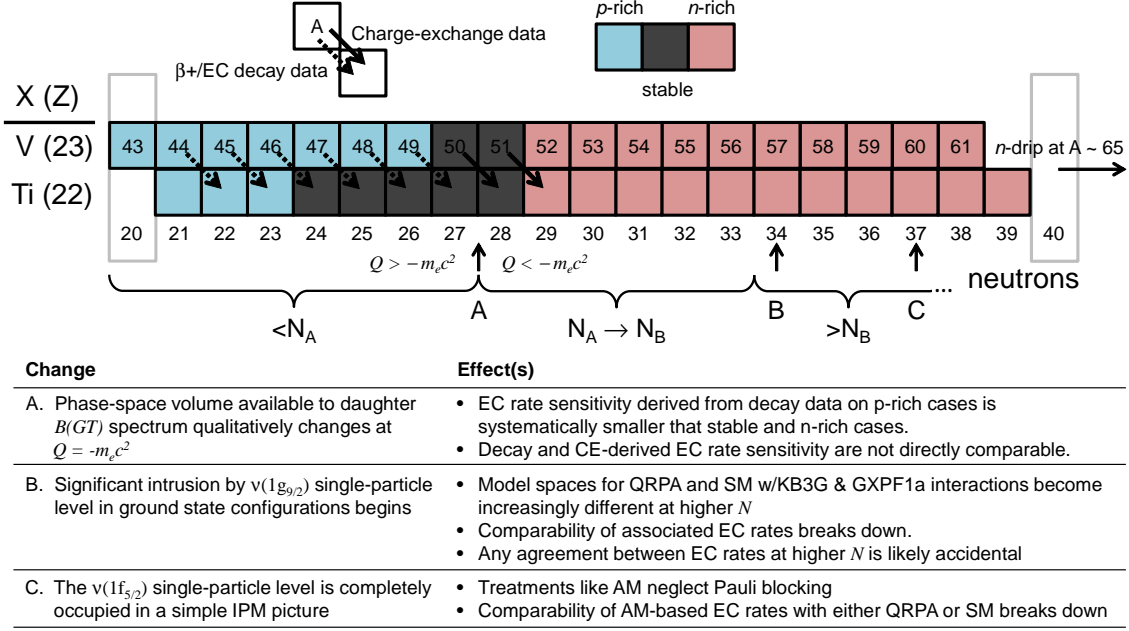 p-rich n-rich
A
Charge-exchange data
β+/EC decay data
stable
X (Z)
V (23)
43 44 45 46 47 48 49 50 51 52 53 54 55 56 57 58 59 60 61
n-drip at A ~ 65
Ti (22)
20 21 22 23 24 25 26 27 28 29 30 31 32 33 34 35 36 37 38 39 40
Q > −mₑc² Q < −mₑc²
... neutrons
A B C
<N_A N_A → N_B >N_B
Change Effect(s)
A. Phase-space volume available to daughter
B(GT) spectrum qualitatively changes at
Q = -mₑc²
• EC rate sensitivity derived from decay data on p-rich cases is
systematically smaller that stable and n-rich cases.
• Decay and CE-derived EC rate sensitivity are not directly comparable.
B. Significant intrusion by ν(1g9/2) single-particle
level in ground state configurations begins
• Model spaces for QRPA and SM w/KB3G & GXPF1a interactions become
increasingly different at higher N
• Comparability of associated EC rates breaks down.
• Any agreement between EC rates at higher N is likely accidental
C. The ν(1f5/2) single-particle level is completely
occupied in a simple IPM picture
• Treatments like AM neglect Pauli blocking
• Comparability of AM-based EC rates with either QRPA or SM breaks down